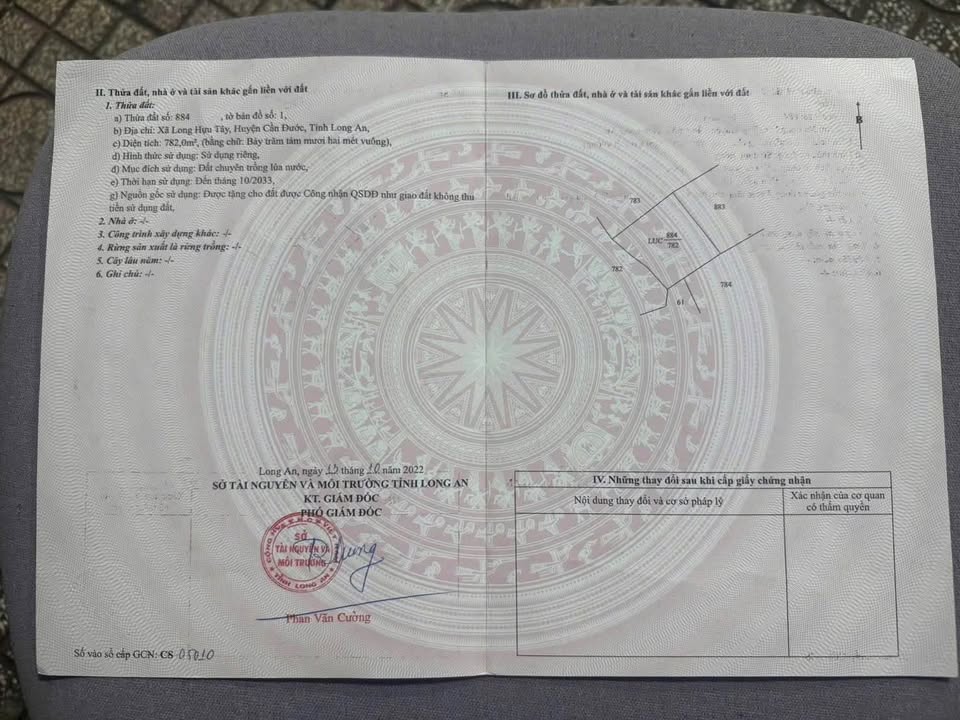 II. Thửa đất, nhà ở và tài sản khác gắn liền với đất
1. Thửa đất:
a) Thửa đất số: 884 , tờ bản đồ số: 1,
b) Địa chỉ: Xã Long Hựu Tây, Huyện Cần Đước, Tỉnh Long An,
c) Diện tích: 782,0m², (bằng chữ: Bảy trăm tám mươi hai mét vuông),
d) Hình thức sử dụng: Sử dụng riêng,
đ) Mục đích sử dụng: Đất chuyên trồng lúa nước,
e) Thời hạn sử dụng: Đến tháng 10/2033,
g) Nguồn gốc sử dụng: Được tặng cho đất được Công nhận QSDĐ như giao đất không thu
tiền sử dụng đất,
2. Nhà ở: -/-
3. Công trình xây dựng khác: -/-
4. Rừng sản xuất là rừng trồng: -/-
5. Cây lâu năm: -/-
6. Ghi chú: -/-
Long An, ngày 13 tháng 10 năm 2022
SỞ TÀI NGUYÊN VÀ MÔI TRƯỜNG TỈNH LONG AN
KT. GIÁM ĐỐC
PHÓ GIÁM ĐỐC
SỞ
TÀI NGUYÊN VÀ
MÔI TRƯỜNG
TỈNH LONG AN
Phan Văn Cường
Số vào sổ cấp GCN: CS 05010
III. Sơ đồ thửa đất, nhà ở và tài sản khác gắn liền với đất
B
783
883
LUC 884
782
782
784
61
IV. Những thay đổi sau khi cấp giấy chứng nhận
Nội dung thay đổi và cơ sở pháp lý
Xác nhận của cơ quan
có thẩm quyền